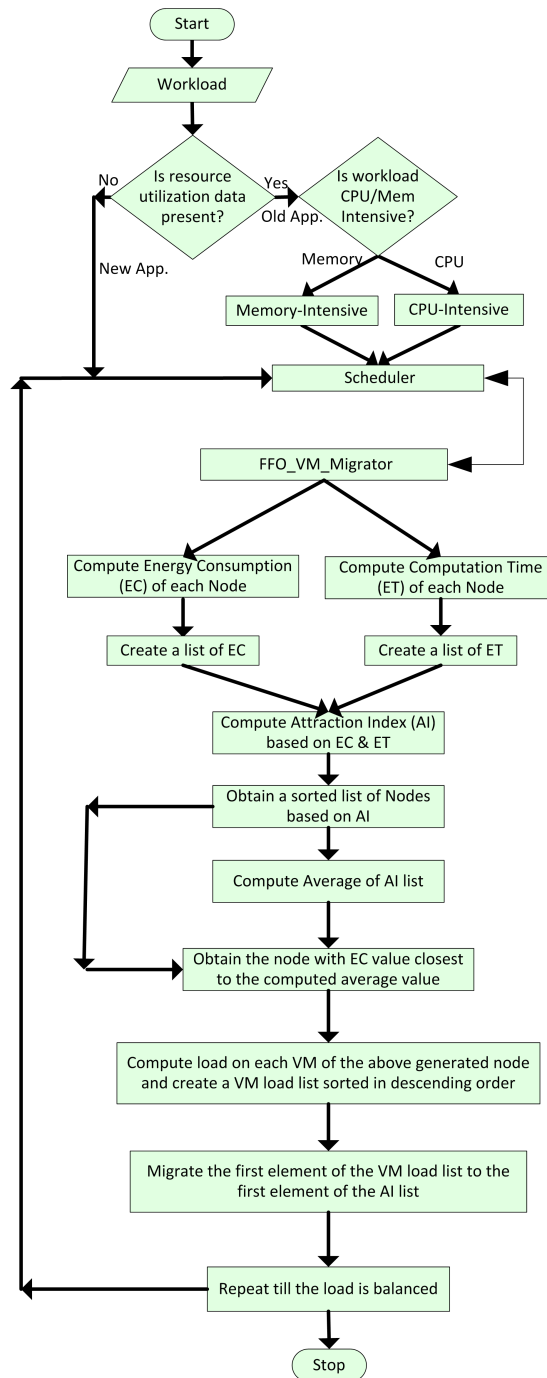 Start
Workload
Is resource
utilization data
present?
No
Yes
Old App.
Is workload
CPU/Mem
Intensive?
New App.
Memory
CPU
Memory-Intensive
CPU-Intensive
Scheduler
FFO_VM_Migrator
Compute Energy Consumption
(EC) of each Node
Compute Computation Time
(ET) of each Node
Create a list of EC
Create a list of ET
Compute Attraction Index (AI)
based on EC & ET
Obtain a sorted list of Nodes
based on AI
Compute Average of AI list
Obtain the node with EC value closest
to the computed average value
Compute load on each VM of the above generated node
and create a VM load list sorted in descending order
Migrate the first element of the VM load list to the
first element of the AI list
Repeat till the load is balanced
Stop